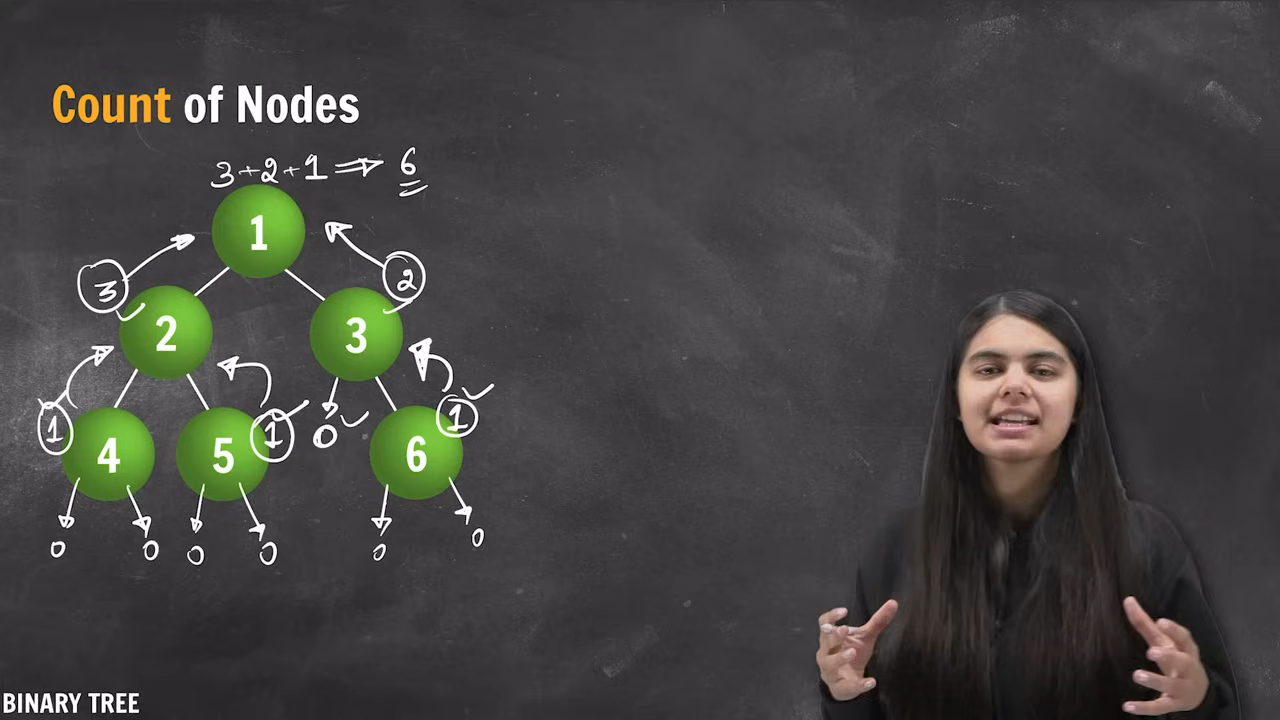 Count of Nodes
3+2+1 ⇒ 6
1
3 2
2 3
1 1 0 1
4 5 6
0 0 0 0 0 0
BINARY TREE